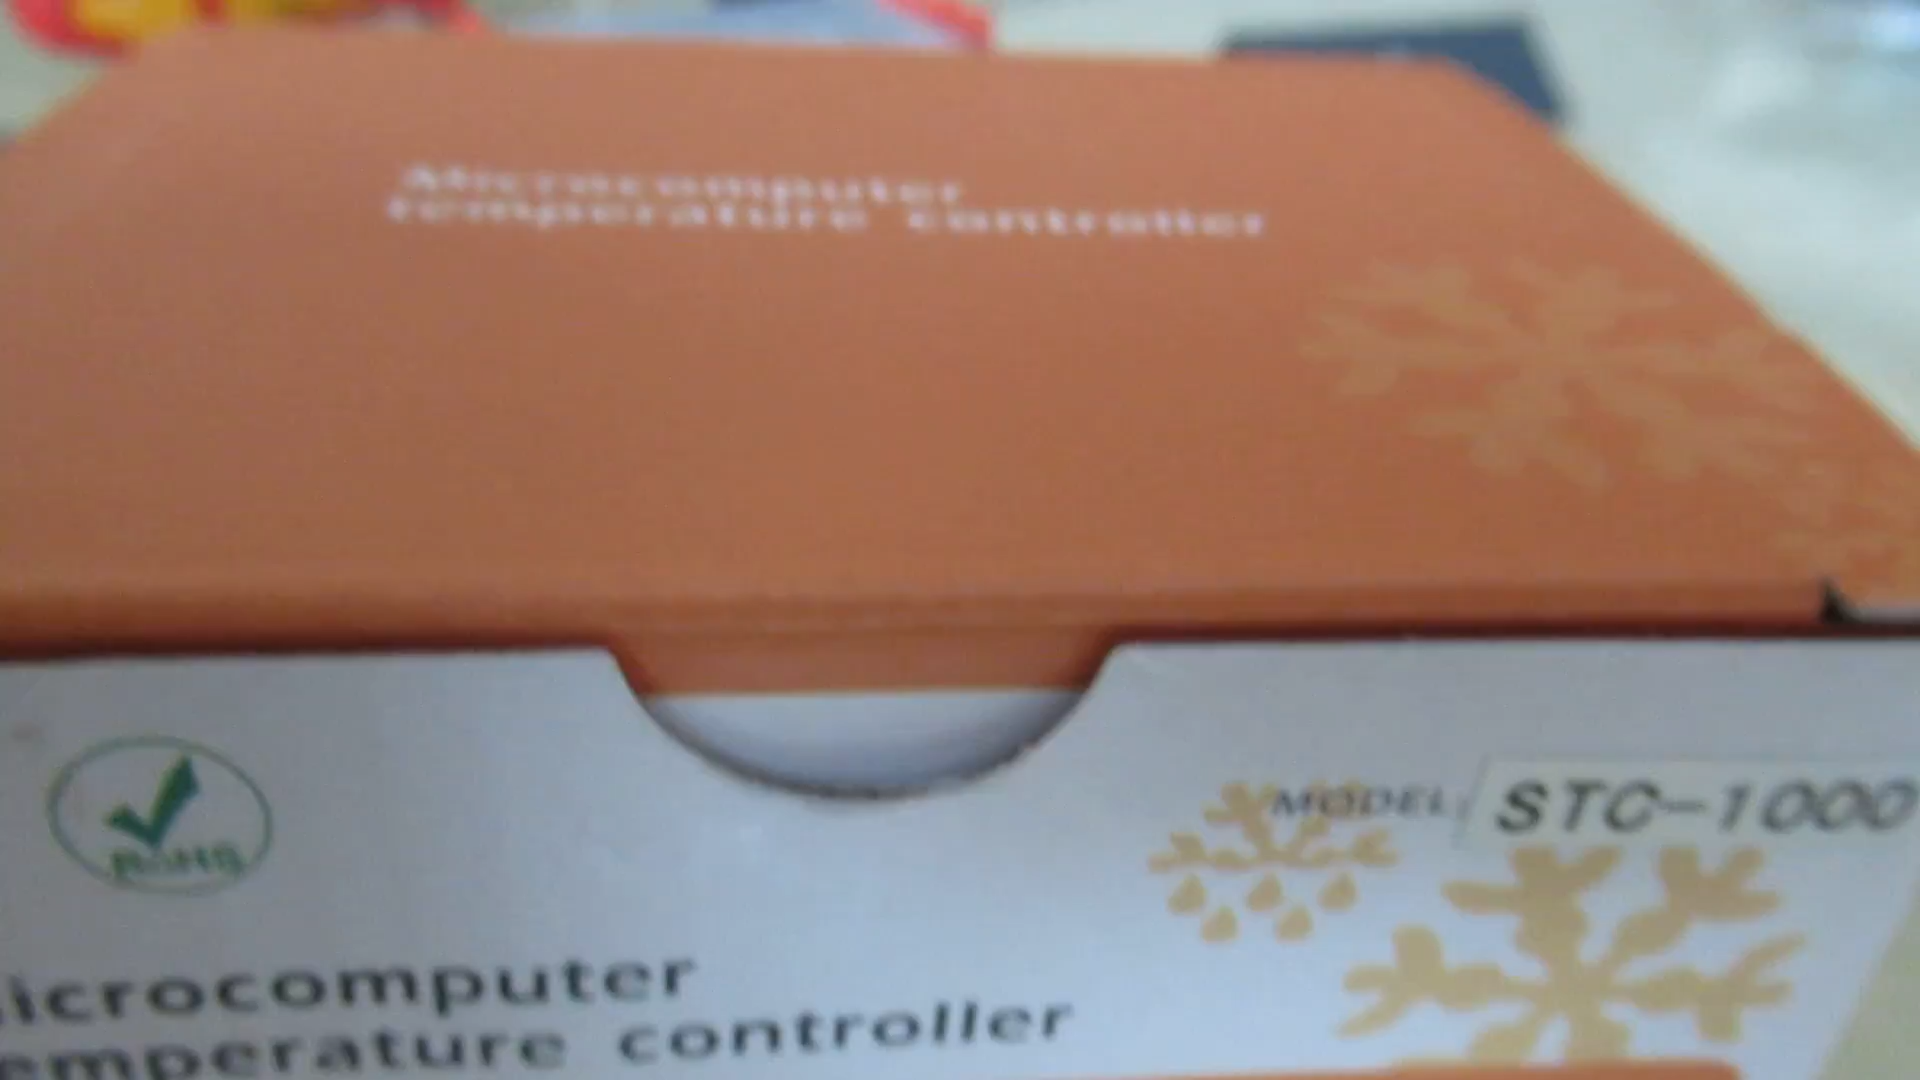 Microcomputer
temperature controller
RoHS
MODEL: STC-1000
icrocomputer
emperature controller